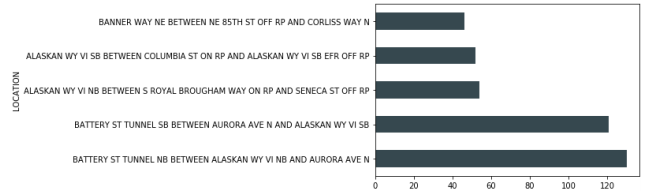 BANNER WAY NE BETWEEN NE 85TH ST OFF RP AND CORLISS WAY N
ALASKAN WY VI SB BETWEEN COLUMBIA ST ON RP AND ALASKAN WY VI SB EFR OFF RP
ALASKAN WY VI NB BETWEEN S ROYAL BROUGHAM WAY ON RP AND SENECA ST OFF RP
BATTERY ST TUNNEL SB BETWEEN AURORA AVE N AND ALASKAN WY VI SB
BATTERY ST TUNNEL NB BETWEEN ALASKAN WY VI NB AND AURORA AVE N
LOCATION
0 20 40 60 80 100 120